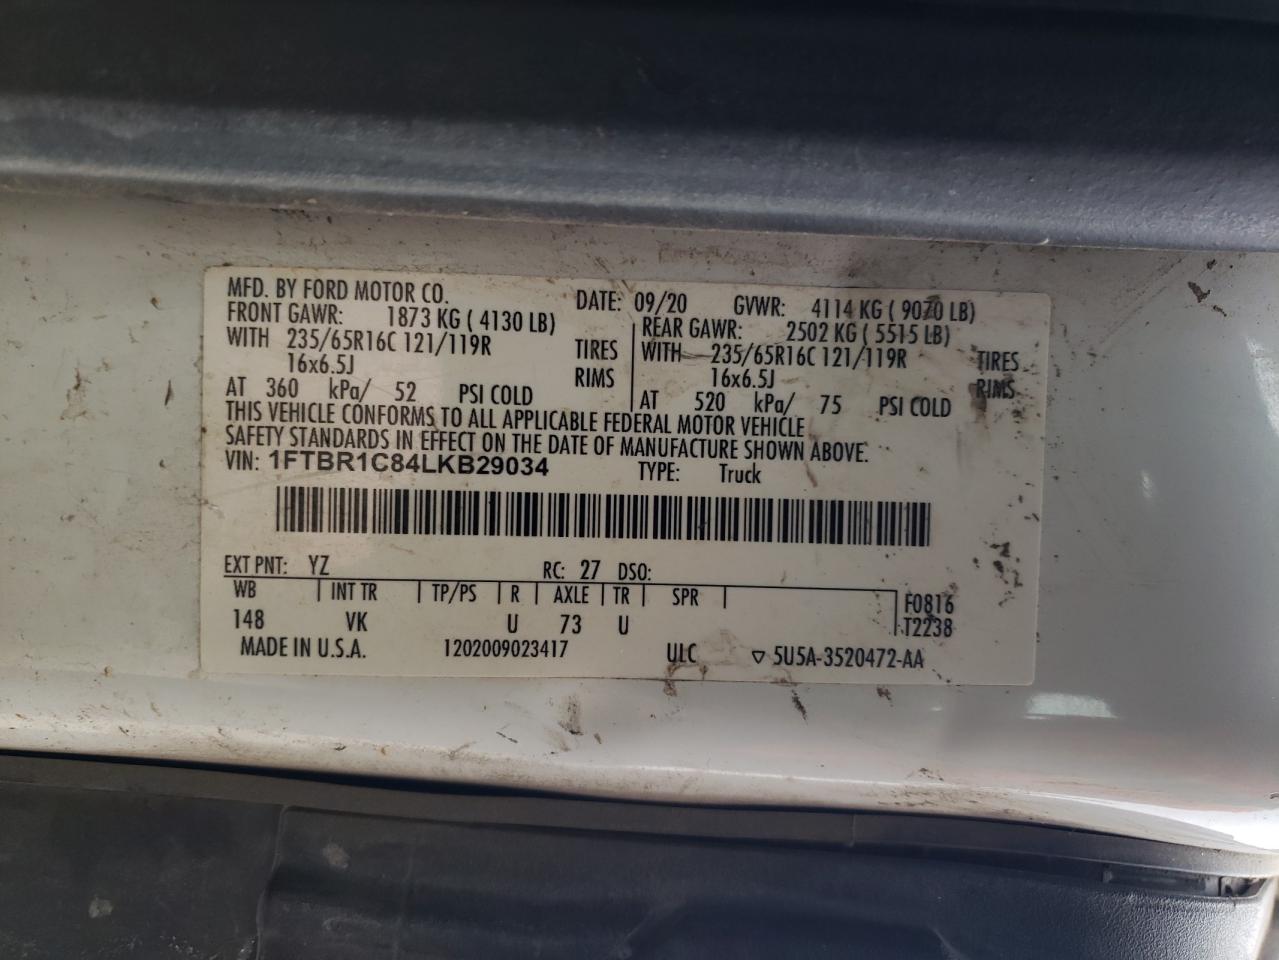 MFD. BY FORD MOTOR CO. DATE: 09/20 GVWR: 4114 KG ( 9070 LB)
FRONT GAWR: 1873 KG ( 4130 LB) REAR GAWR: 2502 KG ( 5515 LB)
WITH 235/65R16C 121/119R TIRES WITH 235/65R16C 121/119R TIRES
16x6.5J RIMS 16x6.5J RIMS
AT 360 kPa/ 52 PSI COLD AT 520 kPa/ 75 PSI COLD
THIS VEHICLE CONFORMS TO ALL APPLICABLE FEDERAL MOTOR VEHICLE
SAFETY STANDARDS IN EFFECT ON THE DATE OF MANUFACTURE SHOWN ABOVE.
VIN: 1FTBR1C84LKB29034 TYPE: Truck
EXT PNT: YZ RC: 27 DSO:
WB INT TR TP/PS R AXLE TR SPR F0816
148 VK U 73 U T2238
MADE IN U.S.A. 1202009023417 ULC ▽ 5U5A-3520472-AA